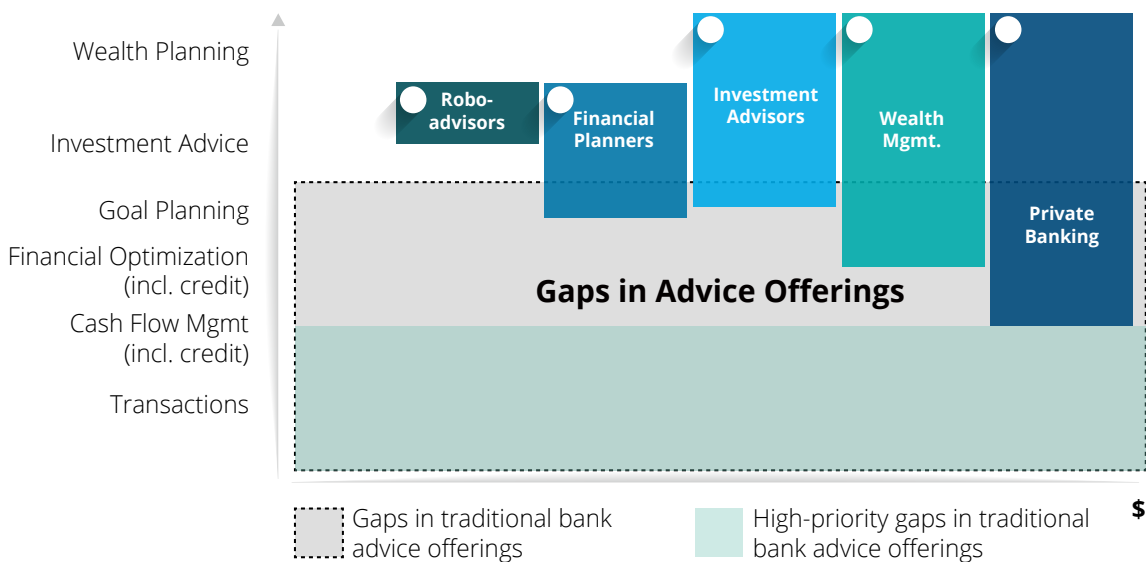 Wealth Planning
Investment Advice
Goal Planning
Financial Optimization
(incl. credit)
Cash Flow Mgmt
(incl. credit)
Transactions
Robo-
advisors
Financial
Planners
Investment
Advisors
Wealth
Mgmt.
Private
Banking
Gaps in Advice Offerings
$
Gaps in traditional bank
advice offerings
High-priority gaps in traditional
bank advice offerings